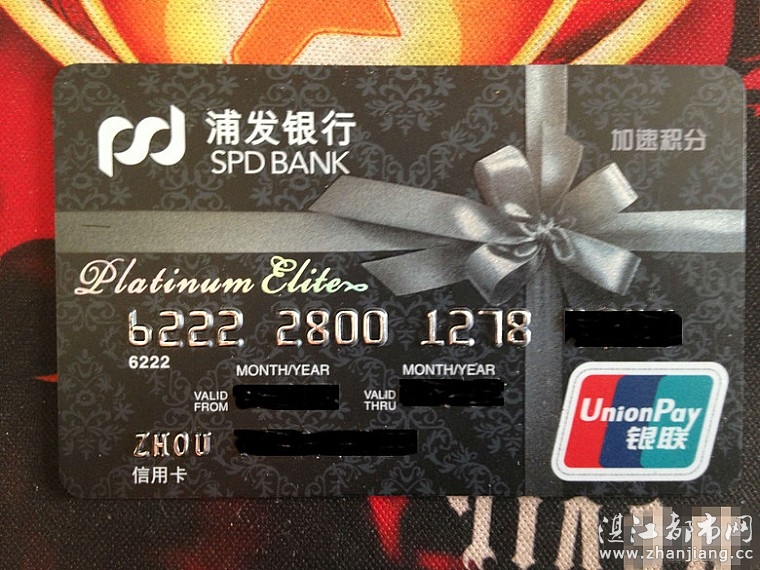 浦发银行
SPD BANK
加速积分
Platinum Elite
6222 2800 1278
6222
MONTH/YEAR MONTH/YEAR
VALID FROM VALID THRU
ZHOU
信用卡
UnionPay
银联
湛江都市网
www.zhanjiang.cc